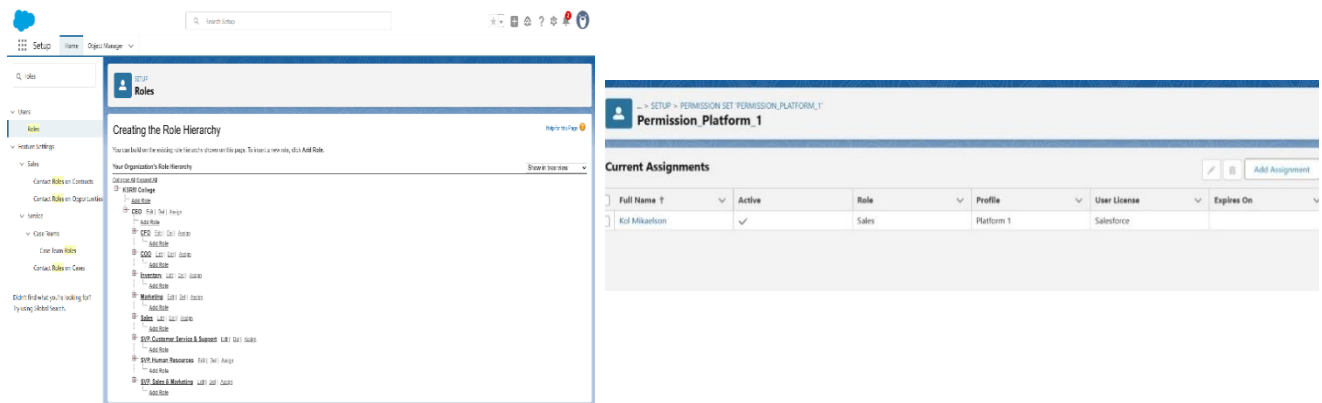 Search Setup
Setup Home Object Manager
roles
Users
Roles
Feature Settings
Sales
Contact Roles on Contacts
Contact Roles on Opportunities
Service
Case Teams
Case Team Roles
Contact Roles on Cases
Didn't find what you're looking for?
Try using Global Search.
SETUP
Roles
Creating the Role Hierarchy
Help for this Page
You can build on the existing role hierarchy shown on this page. To insert a new role, click Add Role.
Your Organization's Role Hierarchy
Show in tree view
Collapse All Expand All
College
Add Role
CEO Edit | Del | Assign
Add Role
CFO Edit | Del | Assign
Add Role
COO Edit | Del | Assign
Add Role
Inventory Edit | Del | Assign
Add Role
Marketing Edit | Del | Assign
Add Role
Sales Edit | Del | Assign
Add Role
SVP, Customer Service & Support Edit | Del | Assign
Add Role
SVP, Human Resources Edit | Del | Assign
Add Role
SVP, Sales & Marketing Edit | Del | Assign
Add Role
... > SETUP > PERMISSION SET 'PERMISSION_PLATFORM_1'
Permission_Platform_1
Current Assignments
Add Assignment
Full Name ↑ Active Role Profile User License Expires On
Kol Mikaelson Sales Platform 1 Salesforce